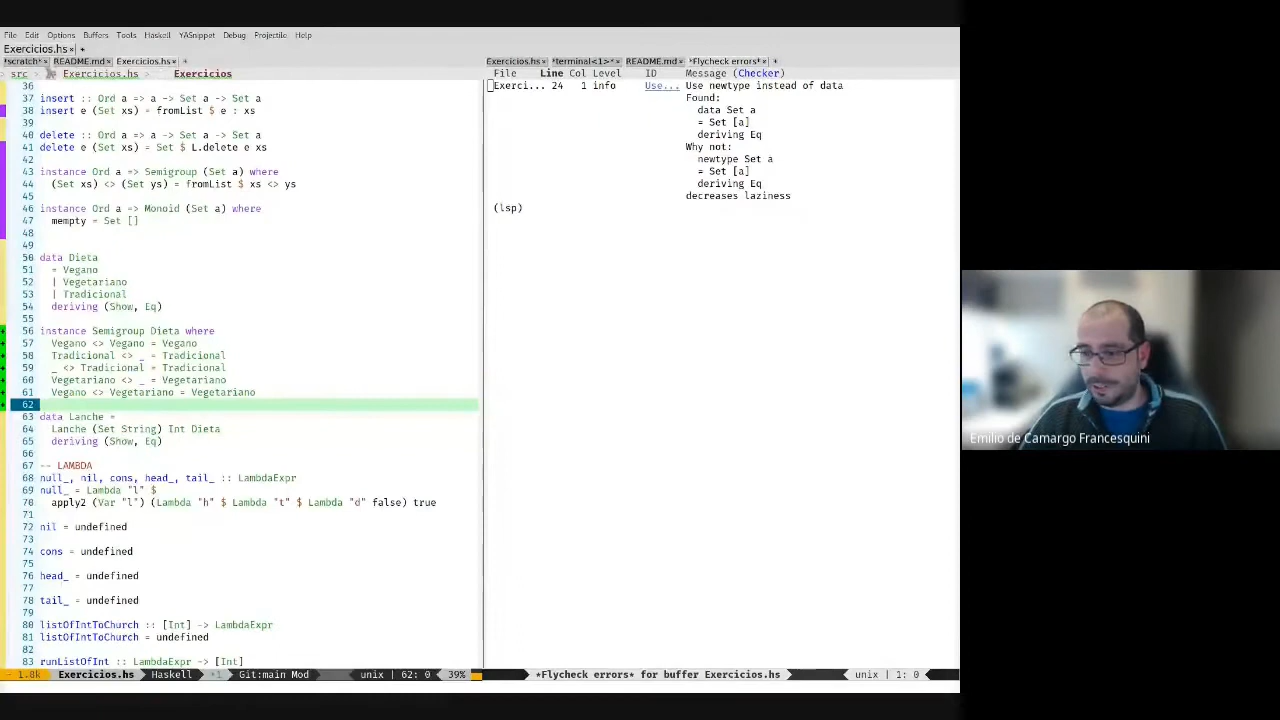 File Edit Options Buffers Tools Haskell YASnippet Debug Projectile Help
Exercicios.hs× +
*scratch*× README.md× Exercicios.hs× +
src Exercicios.hs Exercicios
36
37 insert :: Ord a => a -> Set a -> Set a
38 insert e (Set xs) = fromList $ e : xs
39
40 delete :: Ord a => a -> Set a -> Set a
41 delete e (Set xs) = Set $ L.delete e xs
42
43 instance Ord a => Semigroup (Set a) where
44 (Set xs) <> (Set ys) = fromList $ xs <> ys
45
46 instance Ord a => Monoid (Set a) where
47 mempty = Set []
48
49
50 data Dieta
51 = Vegano
52 | Vegetariano
53 | Tradicional
54 deriving (Show, Eq)
55
56 instance Semigroup Dieta where
57 Vegano <> Vegano = Vegano
58 Tradicional <> _ = Tradicional
59 _ <> Tradicional = Tradicional
60 Vegetariano <> _ = Vegetariano
61 Vegano <> Vegetariano = Vegetariano
62
63 data Lanche =
64 Lanche (Set String) Int Dieta
65 deriving (Show, Eq)
66
67 -- LAMBDA
68 null_, nil, cons, head_, tail_ :: LambdaExpr
69 null_ = Lambda "l" $
70 apply2 (Var "l") (Lambda "h" $ Lambda "t" $ Lambda "d" false) true
71
72 nil = undefined
73
74 cons = undefined
75
76 head_ = undefined
77
78 tail_ = undefined
79
80 listOfIntToChurch :: [Int] -> LambdaExpr
81 listOfIntToChurch = undefined
82
83 runListOfInt :: LambdaExpr -> [Int]
- 1.8k Exercicios.hs Haskell •1 Git:main Mod unix | 62: 0 39%
Exercicios.hs× *terminal<1>*× README.md× *Flycheck errors*× +
File Line Col Level ID Message (Checker)
Exerci... 24 1 info Use... Use newtype instead of data
Found:
data Set a
= Set [a]
deriving Eq
Why not:
newtype Set a
= Set [a]
deriving Eq
decreases laziness
(lsp)
*Flycheck errors* for buffer Exercicios.hs unix | 1: 0
Emilio de Camargo Francesquini